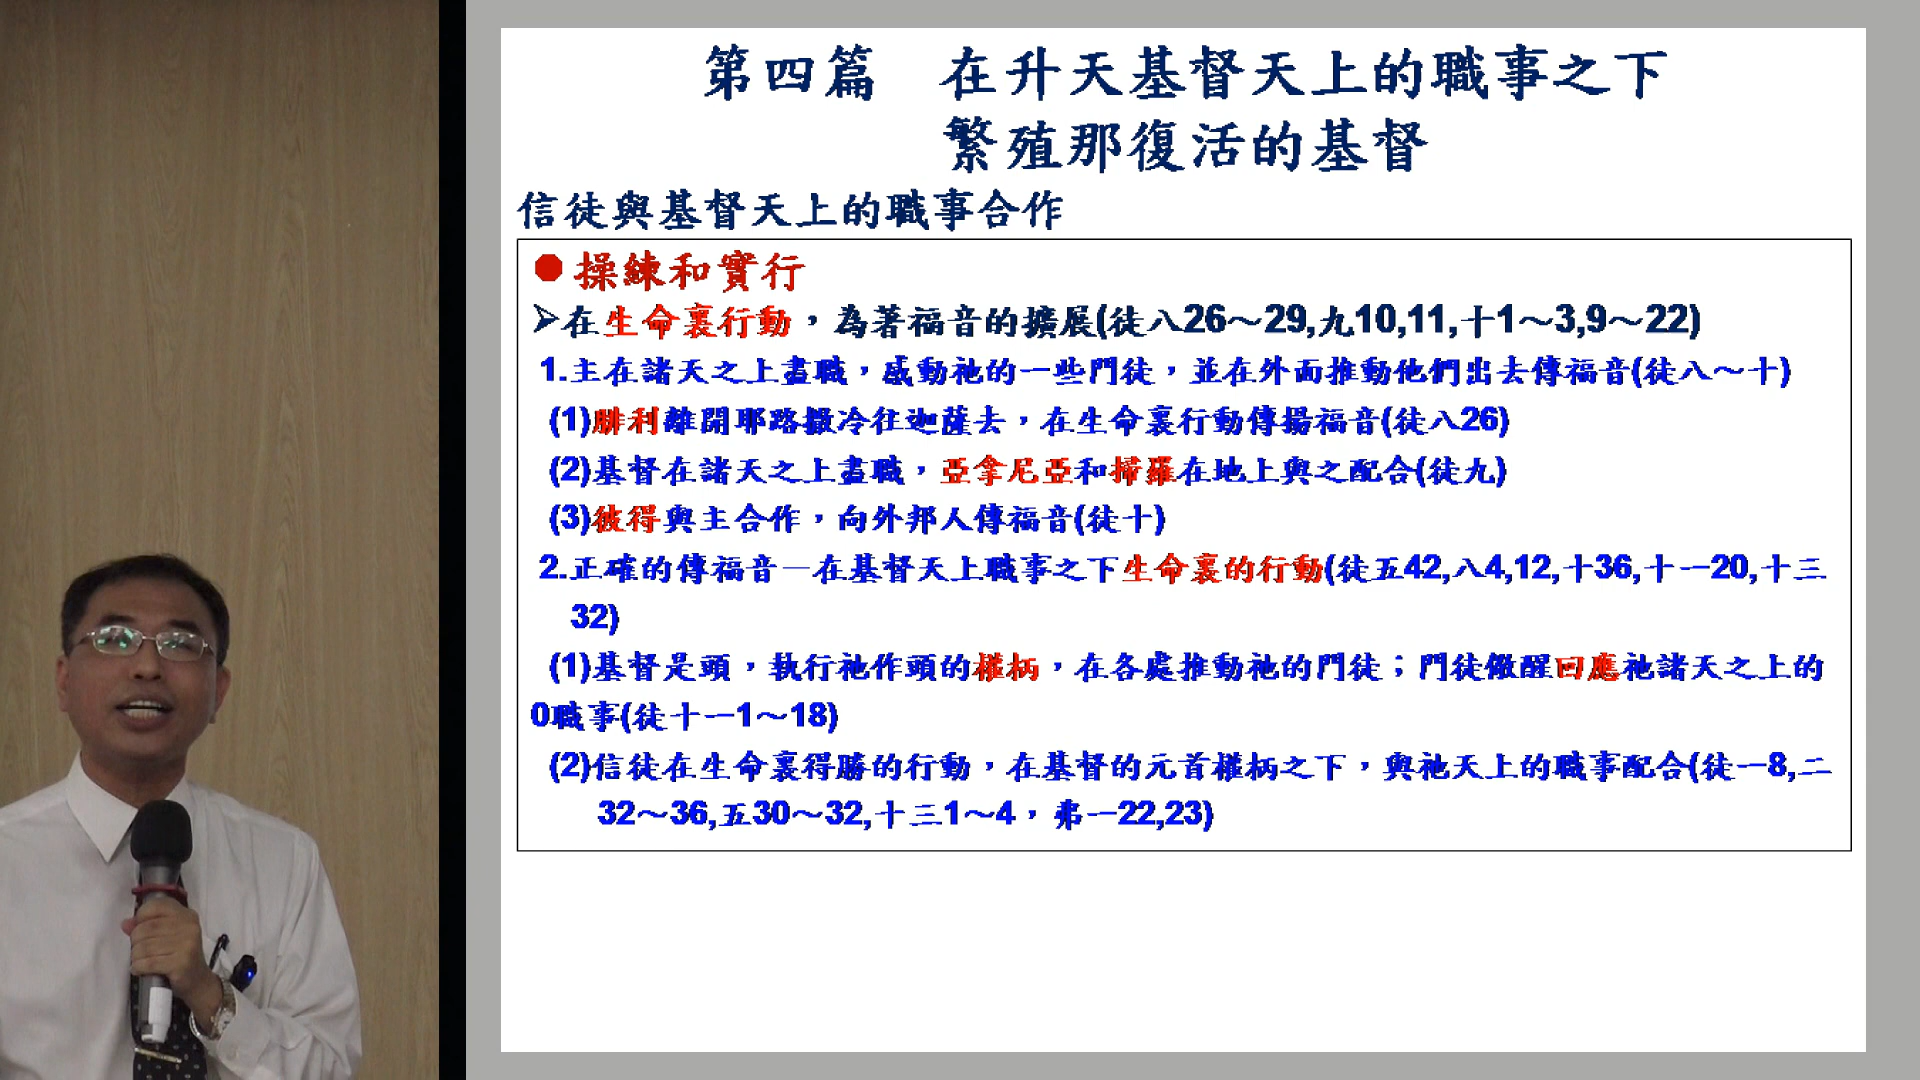 第四篇 在升天基督天上的職事之下
繁殖那復活的基督
信徒與基督天上的職事合作
●操練和實行
➢在生命裏行動，為著福音的擴展(徒八26～29,九10,11,十1～3,9～22)
1.主在諸天之上盡職，感動祂的一些門徒，並在外面推動他們出去傳福音(徒八～十)
(1)腓利離開耶路撒冷往迦薩去，在生命裏行動傳揚福音(徒八26)
(2)基督在諸天之上盡職，亞拿尼亞和掃羅在地上與之配合(徒九)
(3)彼得與主合作，向外邦人傳福音(徒十)
2.正確的傳福音—在基督天上職事之下生命裏的行動(徒五42,八4,12,十36,十一20,十三
32)
(1)基督是頭，執行祂作頭的權柄，在各處推動祂的門徒；門徒儆醒回應祂諸天之上的
0職事(徒十一1～18)
(2)信徒在生命裏得勝的行動，在基督的元首權柄之下，與祂天上的職事配合(徒一8,二
32～36,五30～32,十三1～4，弗一22,23)